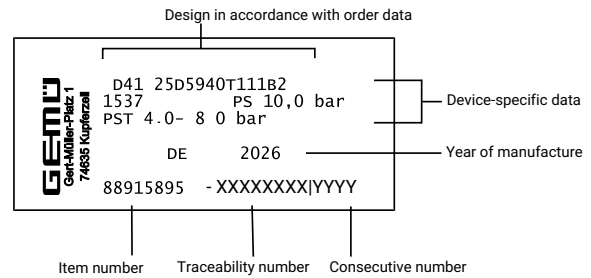 Design in accordance with order data
GEMÜ
Gert-Müller-Platz 1
74635 Kupferzell
D41 25D5940T111B2
1537 PS 10,0 bar
PST 4.0- 8 0 bar
Device-specific data
DE 2026
Year of manufacture
88915895 -XXXXXXXX|YYYY
Item number Traceability number Consecutive number